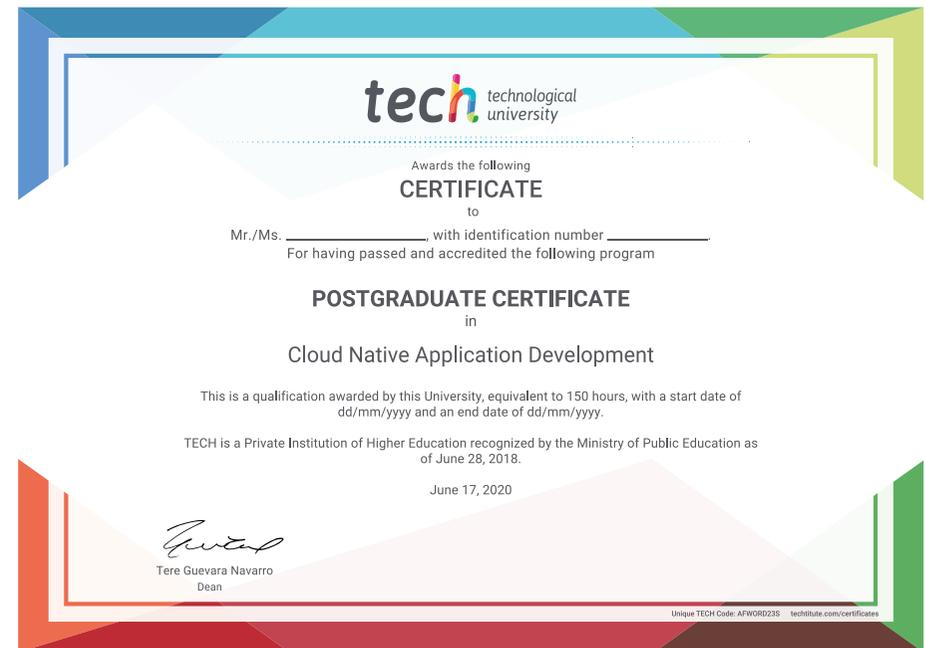 tech technological
university
Awards the following
CERTIFICATE
to
Mr./Ms. ____________________, with identification number ______________.
For having passed and accredited the following program
POSTGRADUATE CERTIFICATE
in
Cloud Native Application Development
This is a qualification awarded by this University, equivalent to 150 hours, with a start date of
dd/mm/yyyy and an end date of dd/mm/yyyy.
TECH is a Private Institution of Higher Education recognized by the Ministry of Public Education as
of June 28, 2018.
June 17, 2020
Tere Guevara Navarro
Dean
Unique TECH Code: AFWORD23S techtitute.com/certificates